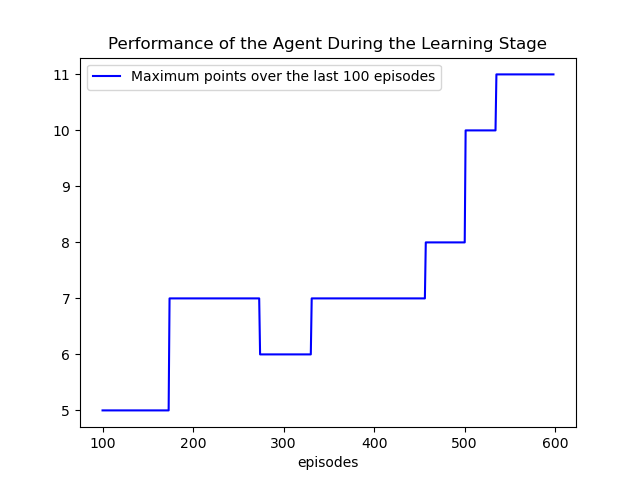 Performance of the Agent During the Learning Stage
Maximum points over the last 100 episodes
11
10
9
8
7
6
5
100 200 300 400 500 600
episodes